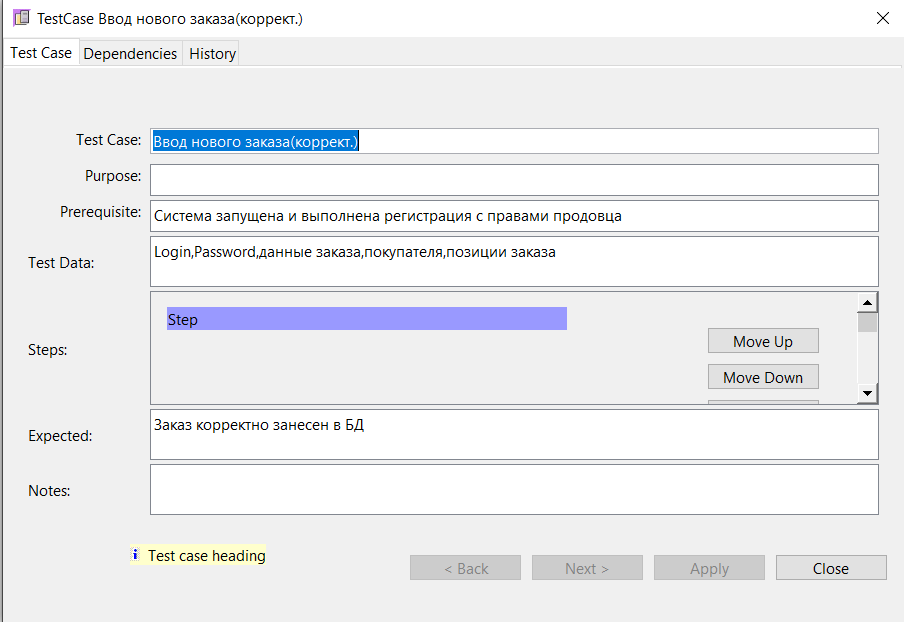 TestCase Ввод нового заказа(коррект.)
Test Case Dependencies History
Test Case: Ввод нового заказа(коррект.)
Purpose:
Prerequisite: Система запущена и выполнена регистрация с правами продовца
Test Data: Login,Password,данные заказа,покупателя,позиции заказа
Steps:
Step
Move Up
Move Down
Expected: Заказ корректно занесен в БД
Notes:
Test case heading
< Back Next > Apply Close